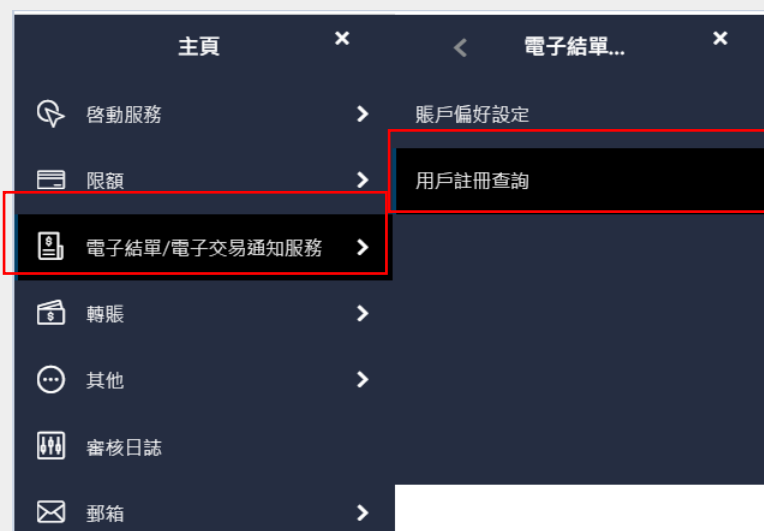 主頁
啓動服務
限額
電子結單/電子交易通知服務
轉賬
其他
審核日誌
郵箱
電子結單...
賬戶偏好設定
用戶註冊查詢